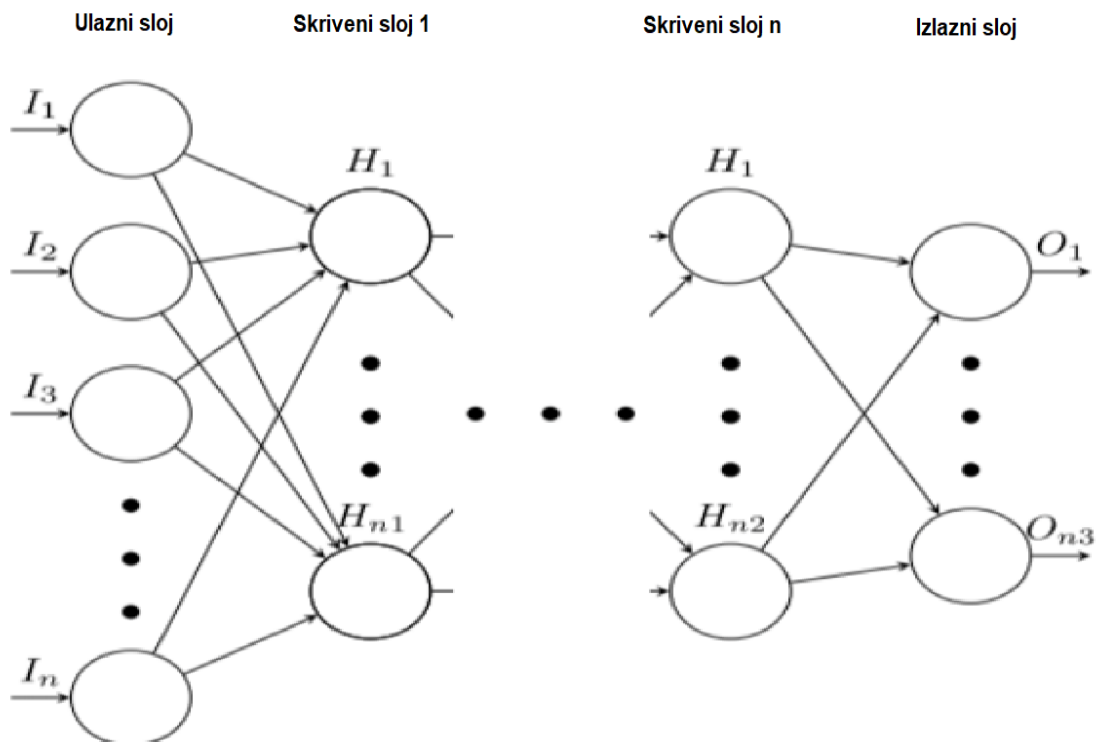 Ulazni sloj Skriveni sloj 1 Skriveni sloj n Izlazni sloj
I₁
H₁ H₁
I₂ O₁
I₃
Hₙ₁ Hₙ₂ Oₙ₃
Iₙ